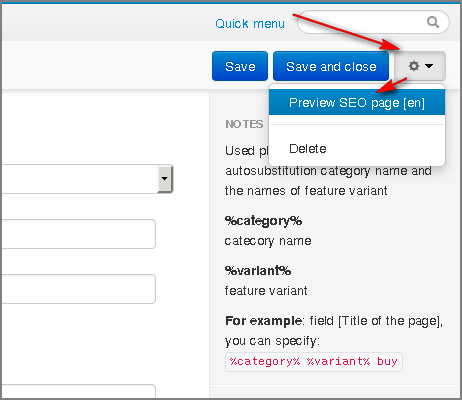 Quick menu
Save
Save and close
Preview SEO page [en]
NOTES
Delete
Used pl
autosubstitution category name and
the names of feature variant
%category%
catecory name
%variant%
feature variant
For example: field [Title of the page],
you can specify:
%category% %variant% buy